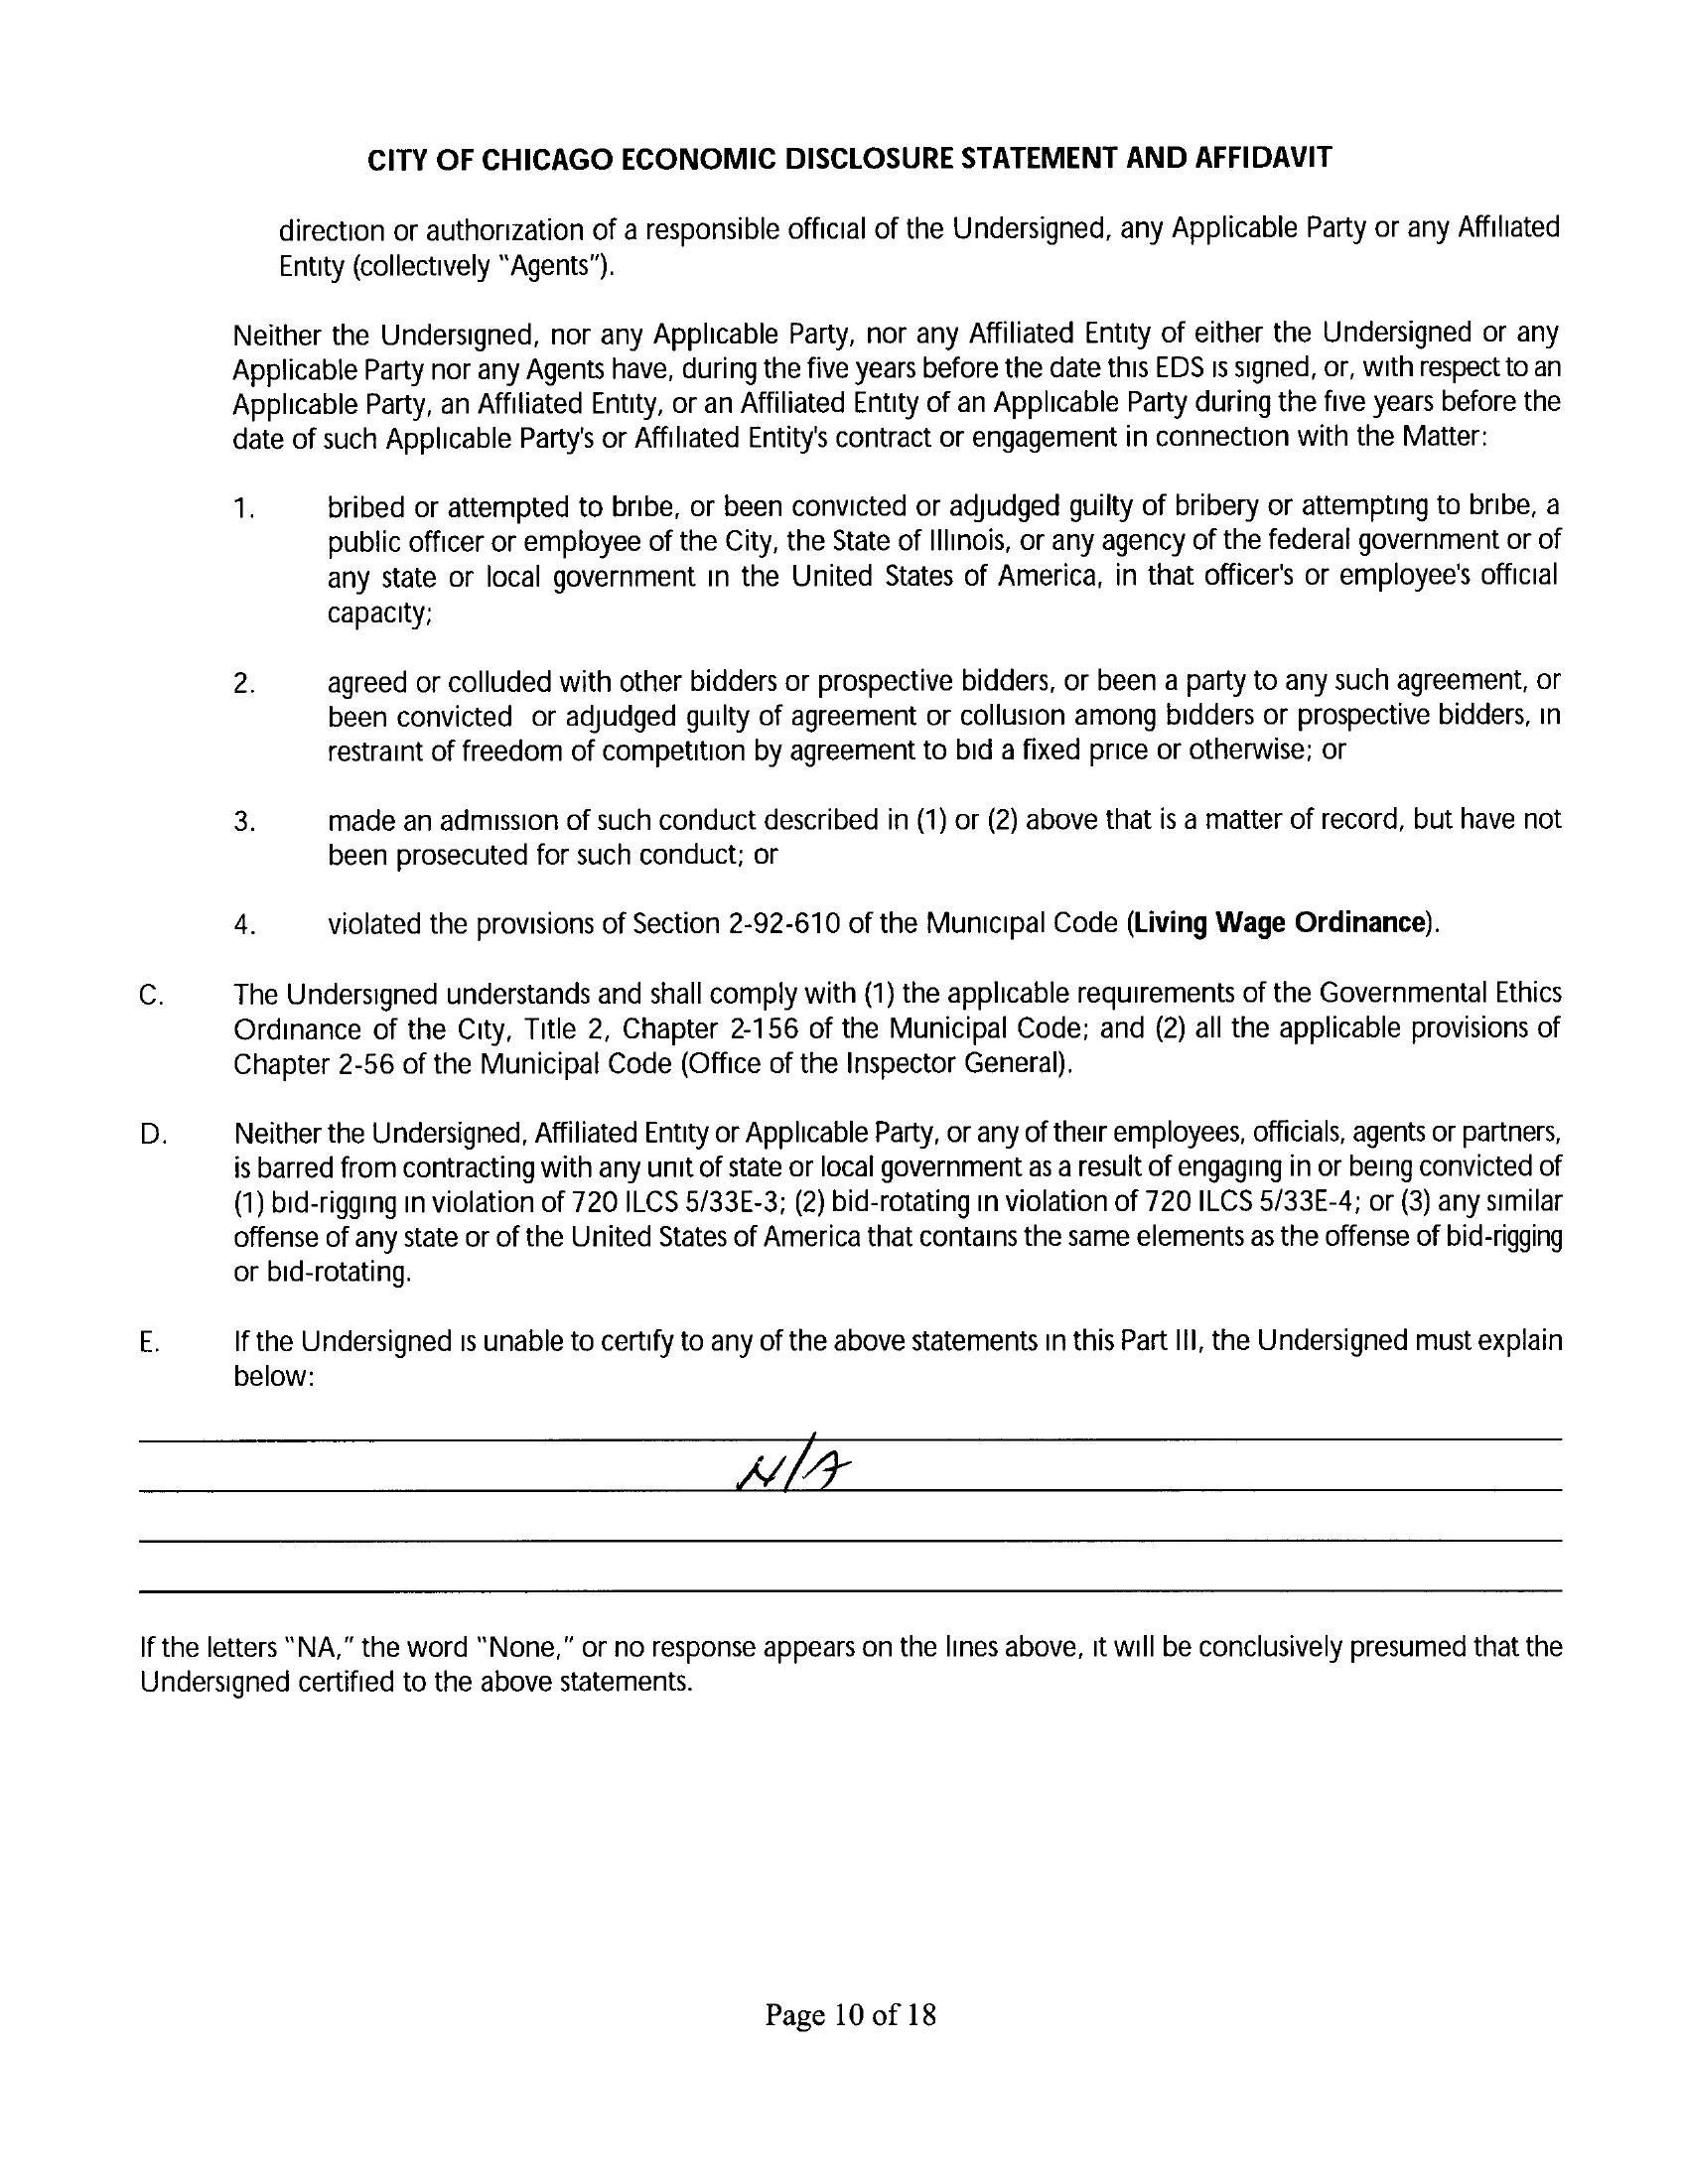 CITY OF CHICAGO ECONOMIC DISCLOSURE STATEMENT AND AFFIDAVIT
direction or authorization of a responsible official of the Undersigned, any Applicable Party or any Affiliated
Entity (collectively "Agents").
Neither the Undersigned, nor any Applicable Party, nor any Affiliated Entity of either the Undersigned or any
Applicable Party nor any Agents have, during the five years before the date this EDS is signed, or, with respect to an
Applicable Party, an Affiliated Entity, or an Affiliated Entity of an Applicable Party during the five years before the
date of such Applicable Party's or Affiliated Entity's contract or engagement in connection with the Matter:
1. bribed or attempted to bribe, or been convicted or adjudged guilty of bribery or attempting to bribe, a
public officer or employee of the City, the State of Illinois, or any agency of the federal government or of
any state or local government in the United States of America, in that officer's or employee's official
capacity;
2. agreed or colluded with other bidders or prospective bidders, or been a party to any such agreement, or
been convicted or adjudged guilty of agreement or collusion among bidders or prospective bidders, in
restraint of freedom of competition by agreement to bid a fixed price or otherwise; or
3. made an admission of such conduct described in (1) or (2) above that is a matter of record, but have not
been prosecuted for such conduct; or
4. violated the provisions of Section 2-92-610 of the Municipal Code (Living Wage Ordinance).
C. The Undersigned understands and shall comply with (1) the applicable requirements of the Governmental Ethics
Ordinance of the City, Title 2, Chapter 2-156 of the Municipal Code; and (2) all the applicable provisions of
Chapter 2-56 of the Municipal Code (Office of the Inspector General).
D. Neither the Undersigned, Affiliated Entity or Applicable Party, or any of their employees, officials, agents or partners,
is barred from contracting with any unit of state or local government as a result of engaging in or being convicted of
(1) bid-rigging in violation of 720 ILCS 5/33E-3; (2) bid-rotating in violation of 720 ILCS 5/33E-4; or (3) any similar
offense of any state or of the United States of America that contains the same elements as the offense of bid-rigging
or bid-rotating.
E. If the Undersigned is unable to certify to any of the above statements in this Part III, the Undersigned must explain
below:
N/A
If the letters "NA," the word "None," or no response appears on the lines above, it will be conclusively presumed that the
Undersigned certified to the above statements.
Page 10 of 18